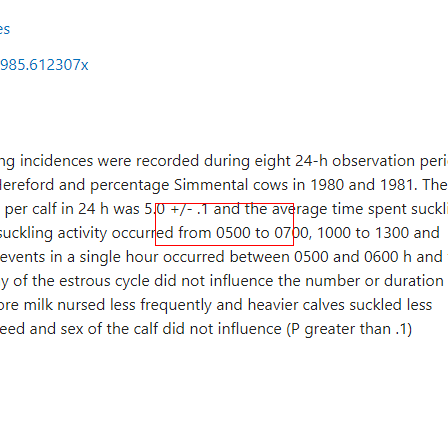 es
985.612307x
ng incidences were recorded during eight 24-h observation peri
Hereford and percentage Simmental cows in 1980 and 1981. The
per calf in 24 h was 5.0 +/- .1 and the average time spent suckli
suckling activity occurred from 0500 to 0700, 1000 to 1300 and
events in a single hour occurred between 0500 and 0600 h and
y of the estrous cycle did not influence the number or duration
ore milk nursed less frequently and heavier calves suckled less
eed and sex of the calf did not influence (P greater than .1)